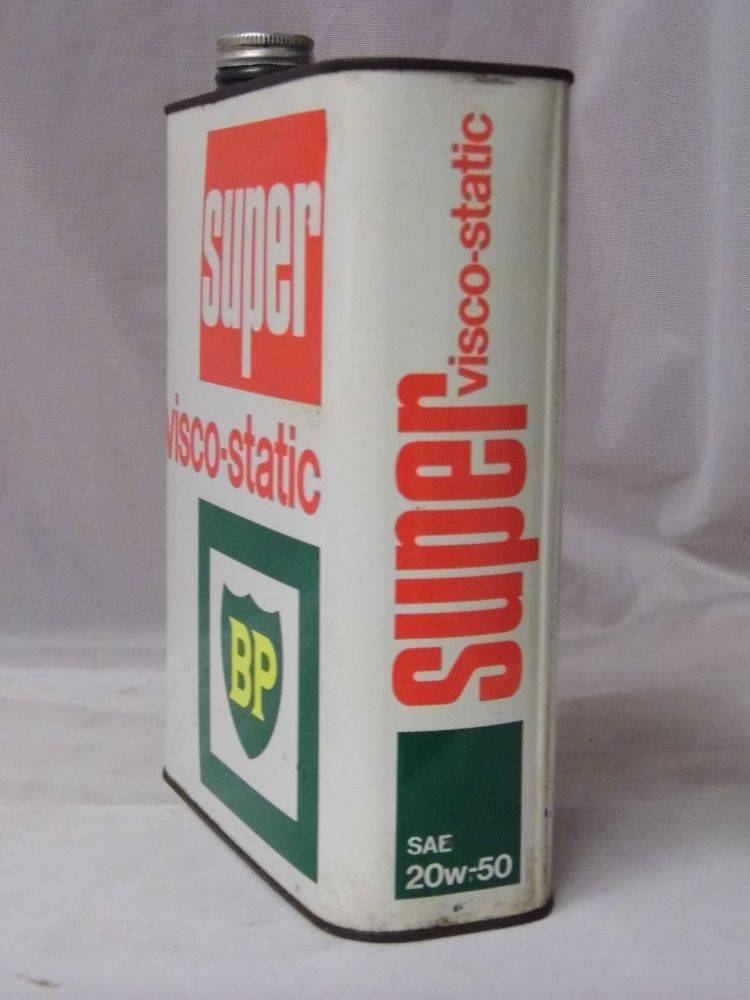 super
visco-static
BP
super
visco-static
SAE
20w-50